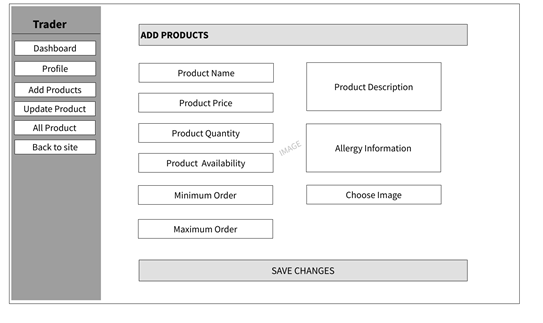 Trader
Dashboard
Profile
Add Products
Update Product
All Product
Back to site
ADD PRODUCTS
Product Name
Product Price
Product Quantity
Product Availability
Minimum Order
Maximum Order
IMAGE
Product Description
Allergy Information
Choose Image
SAVE CHANGES